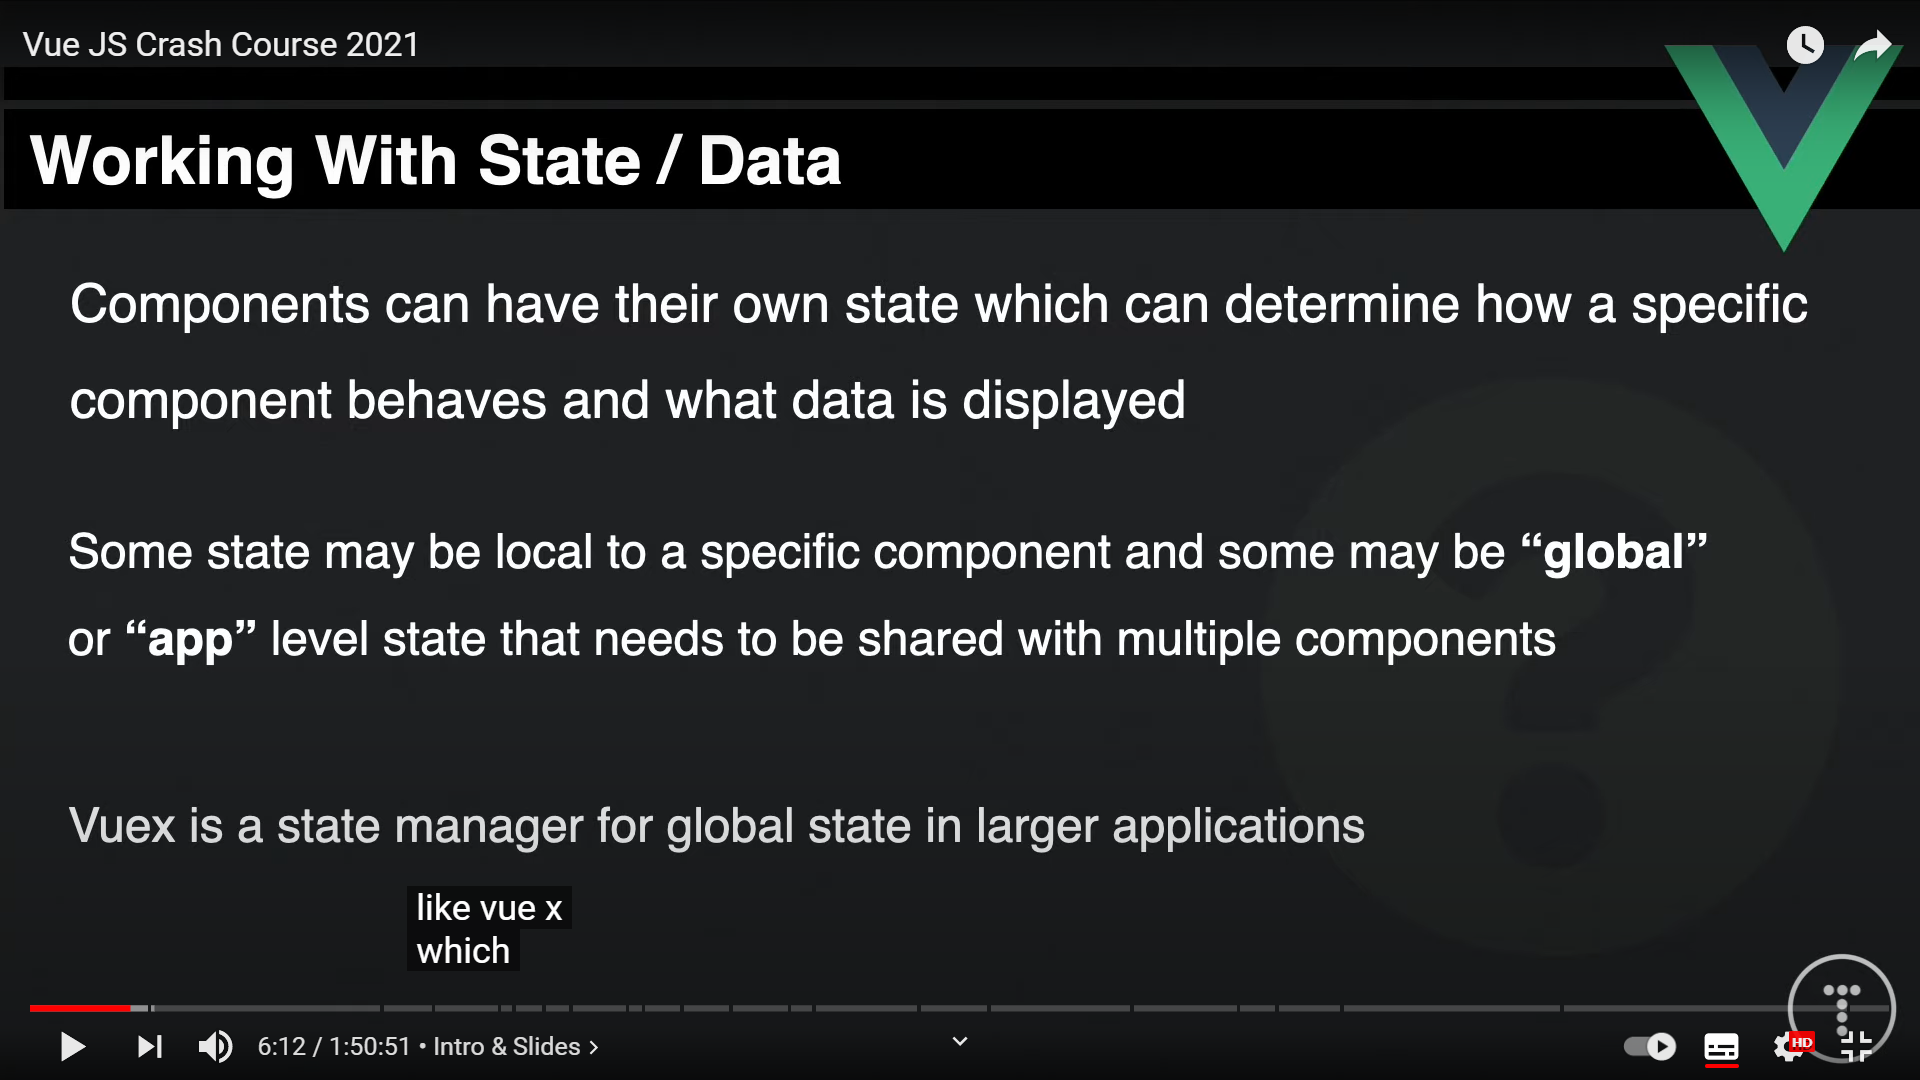 Vue JS Crash Course 2021
Working With State / Data
Components can have their own state which can determine how a specific
component behaves and what data is displayed
Some state may be local to a specific component and some may be “global”
or “app” level state that needs to be shared with multiple components
Vuex is a state manager for global state in larger applications
like vue x
which
6:12 / 1:50:51 • Intro & Slides ›
HD